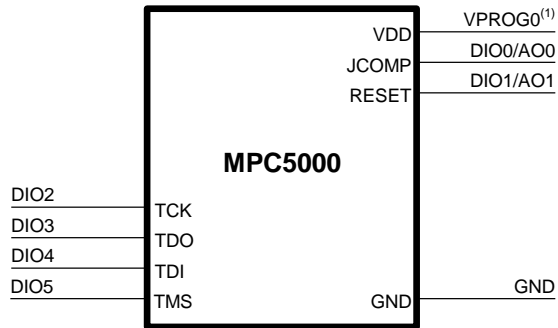 VDD VPROG0(1)
JCOMP DIO0/AO0
RESET DIO1/AO1
MPC5000
DIO2 TCK
DIO3 TDO
DIO4 TDI
DIO5 TMS
GND GND